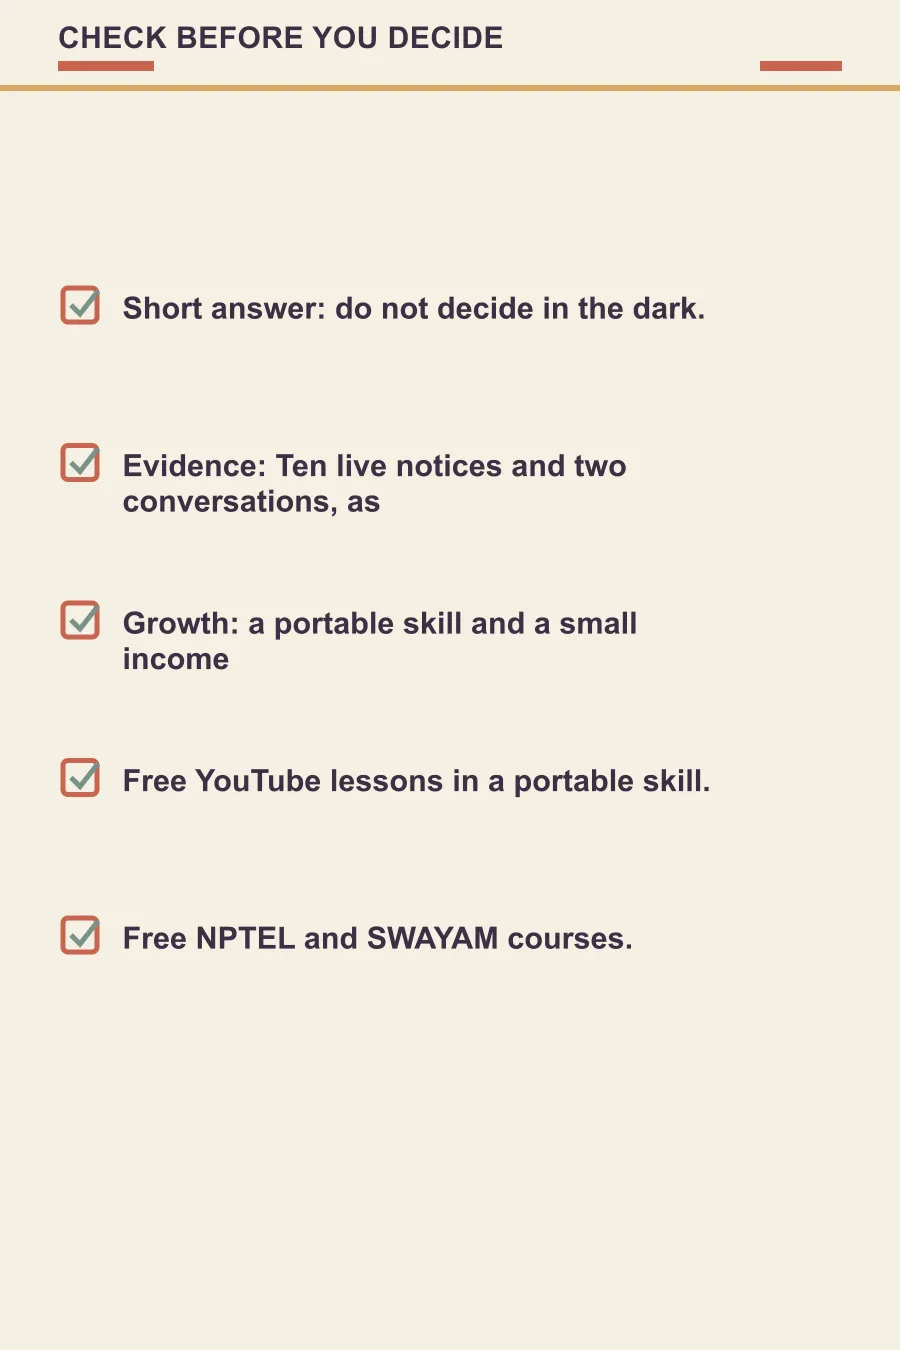 CHECK BEFORE YOU DECIDE
Short answer: do not decide in the dark.
Evidence: Ten live notices and two
conversations, as
Growth: a portable skill and a small
income
Free YouTube lessons in a portable skill.
Free NPTEL and SWAYAM courses.